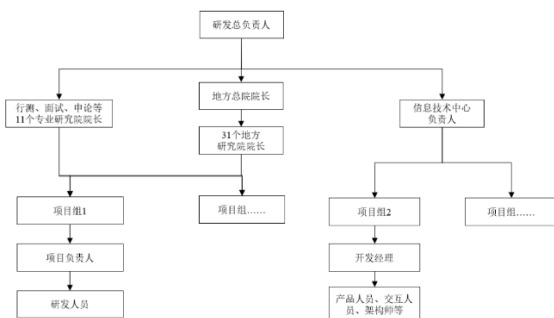 研发总负责人
行测、面试、申论等
11个专业研究院院长
地方总院院长
信息技术中心
负责人
31个地方
研究院院长
项目组1
项目组……
项目组2
项目组……
项目负责人
开发经理
研发人员
产品人员、交互人
员、架构师等